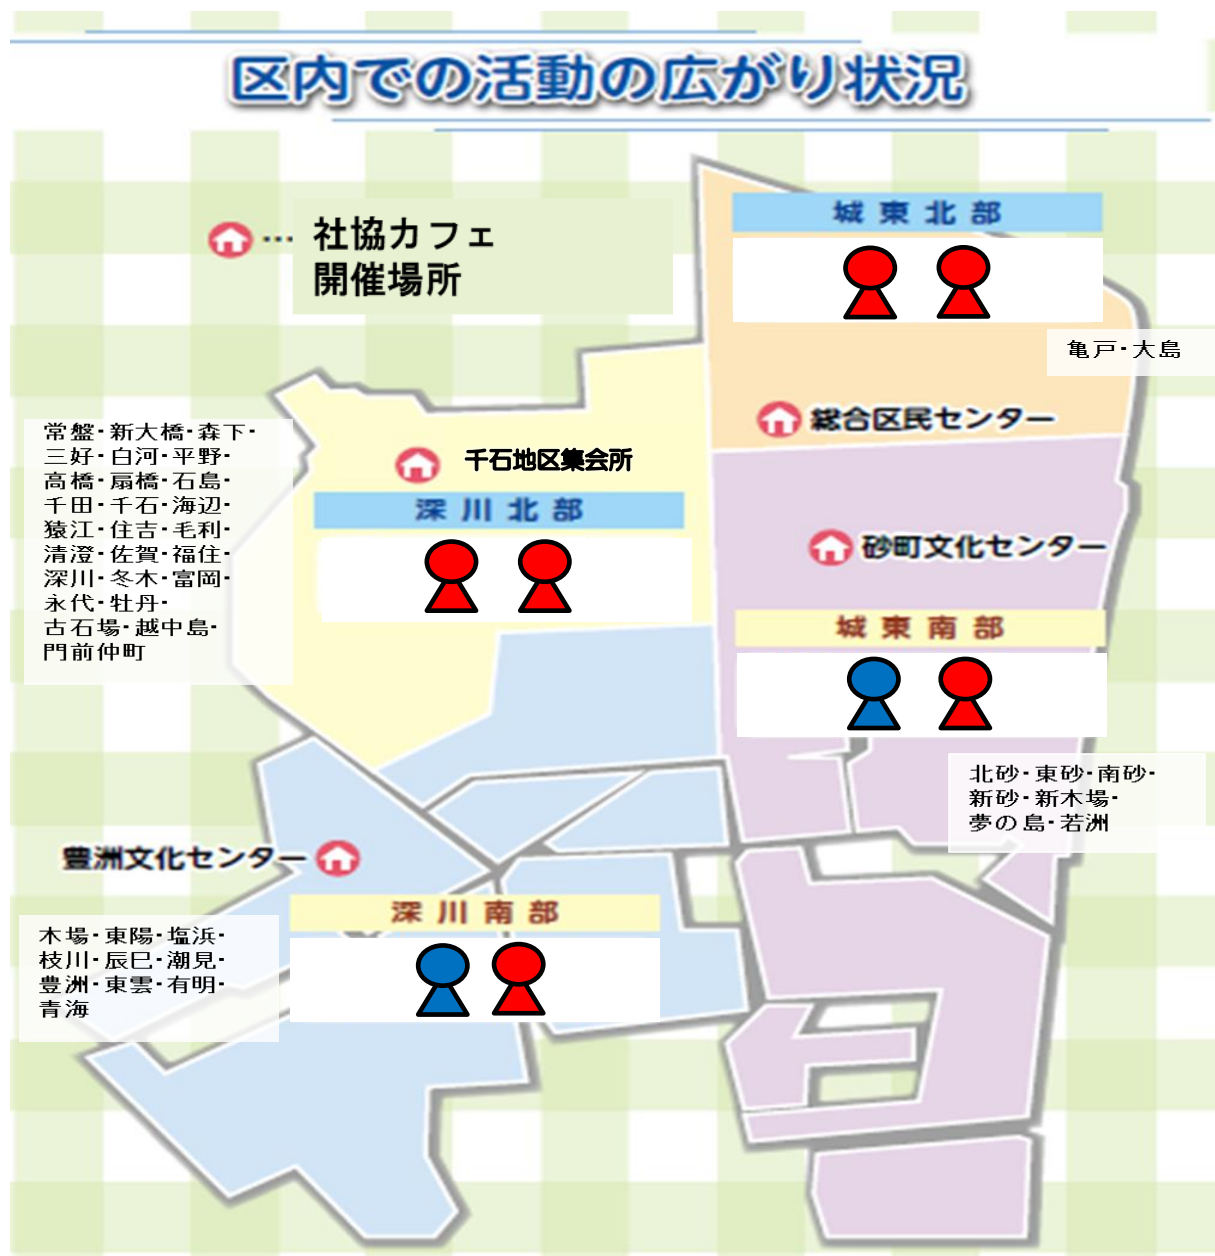 区内での活動の広がり状況
…社協カフェ
開催場所
城東北部
亀戸・大島
総合区民センター
常盤・新大橋・森下・
三好・白河・平野・
高橋・扇橋・石島・
千田・千石・海辺・
猿江・住吉・毛利・
清澄・佐賀・福住・
深川・冬木・富岡・
永代・牡丹・
古石場・越中島・
門前仲町
千石地区集会所
深川北部
砂町文化センター
城東南部
北砂・東砂・南砂・
新砂・新木場・
夢の島・若洲
豊洲文化センター
深川南部
木場・東陽・塩浜・
枝川・辰巳・潮見・
豊洲・東雲・有明・
青海